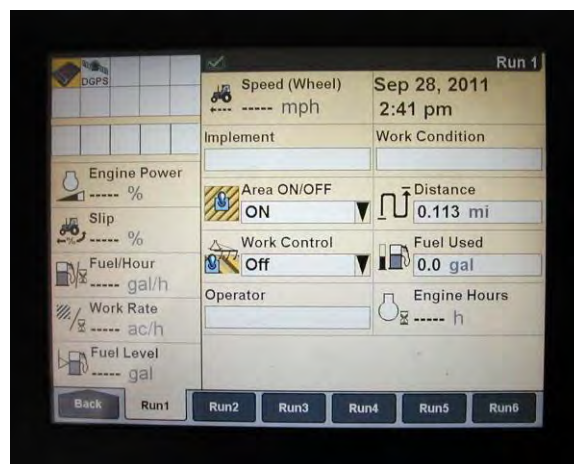 DGPS
Run 1
Speed (Wheel)
----- mph
Sep 28, 2011
2:41 pm
Implement
Work Condition
Engine Power
----- %
Area ON/OFF
ON
Distance
0.113 mi
Slip
----- %
Work Control
Off
Fuel Used
0.0 gal
Fuel/Hour
----- gal/h
Operator
Engine Hours
----- h
Work Rate
----- ac/h
Fuel Level
----- gal
Back
Run1
Run2
Run3
Run4
Run5
Run6